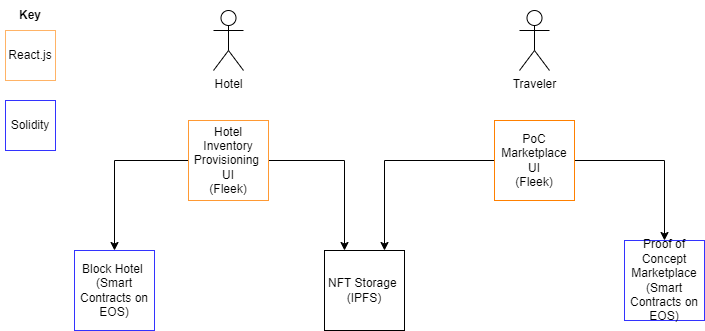 Key
React.js
Solidity
Hotel
Traveler
Hotel
Inventory
Provisioning
UI
(Fleek)
PoC
Marketplace
UI
(Fleek)
Block Hotel
(Smart
Contracts on
EOS)
NFT Storage
(IPFS)
Proof of
Concept
Marketplace
(Smart
Contracts on
EOS)